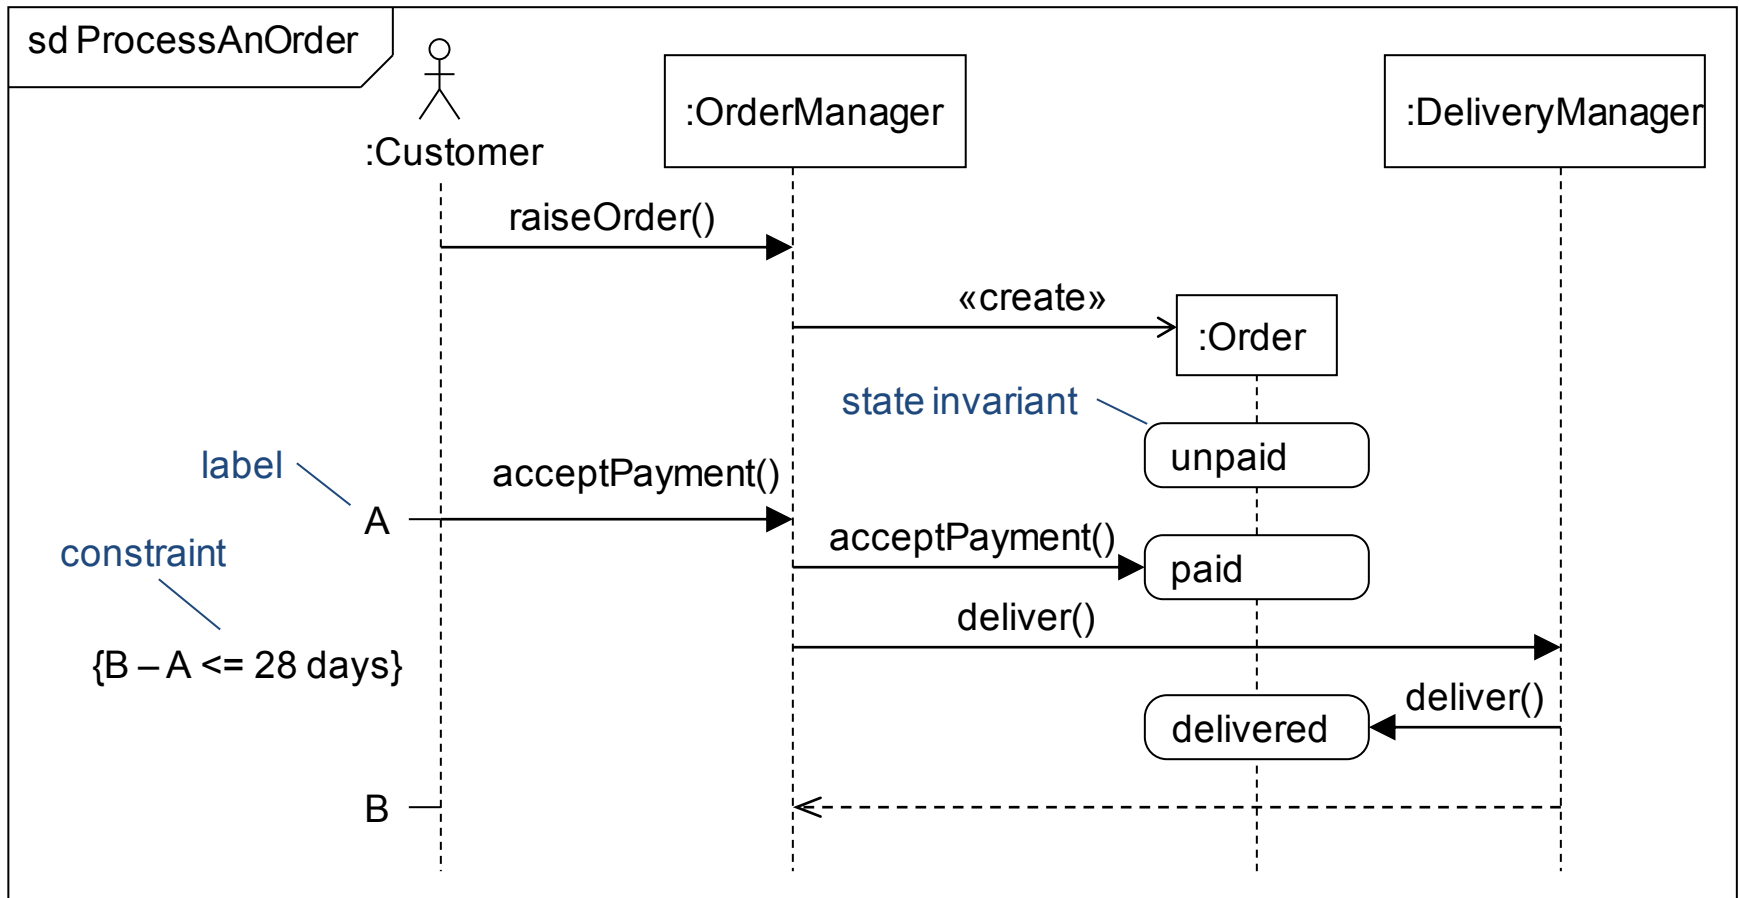 sd ProcessAnOrder
:Customer
:OrderManager
:DeliveryManager
raiseOrder()
«create»
:Order
state invariant
unpaid
label
acceptPayment()
A
constraint
acceptPayment()
paid
deliver()
{B – A <= 28 days}
deliver()
delivered
B